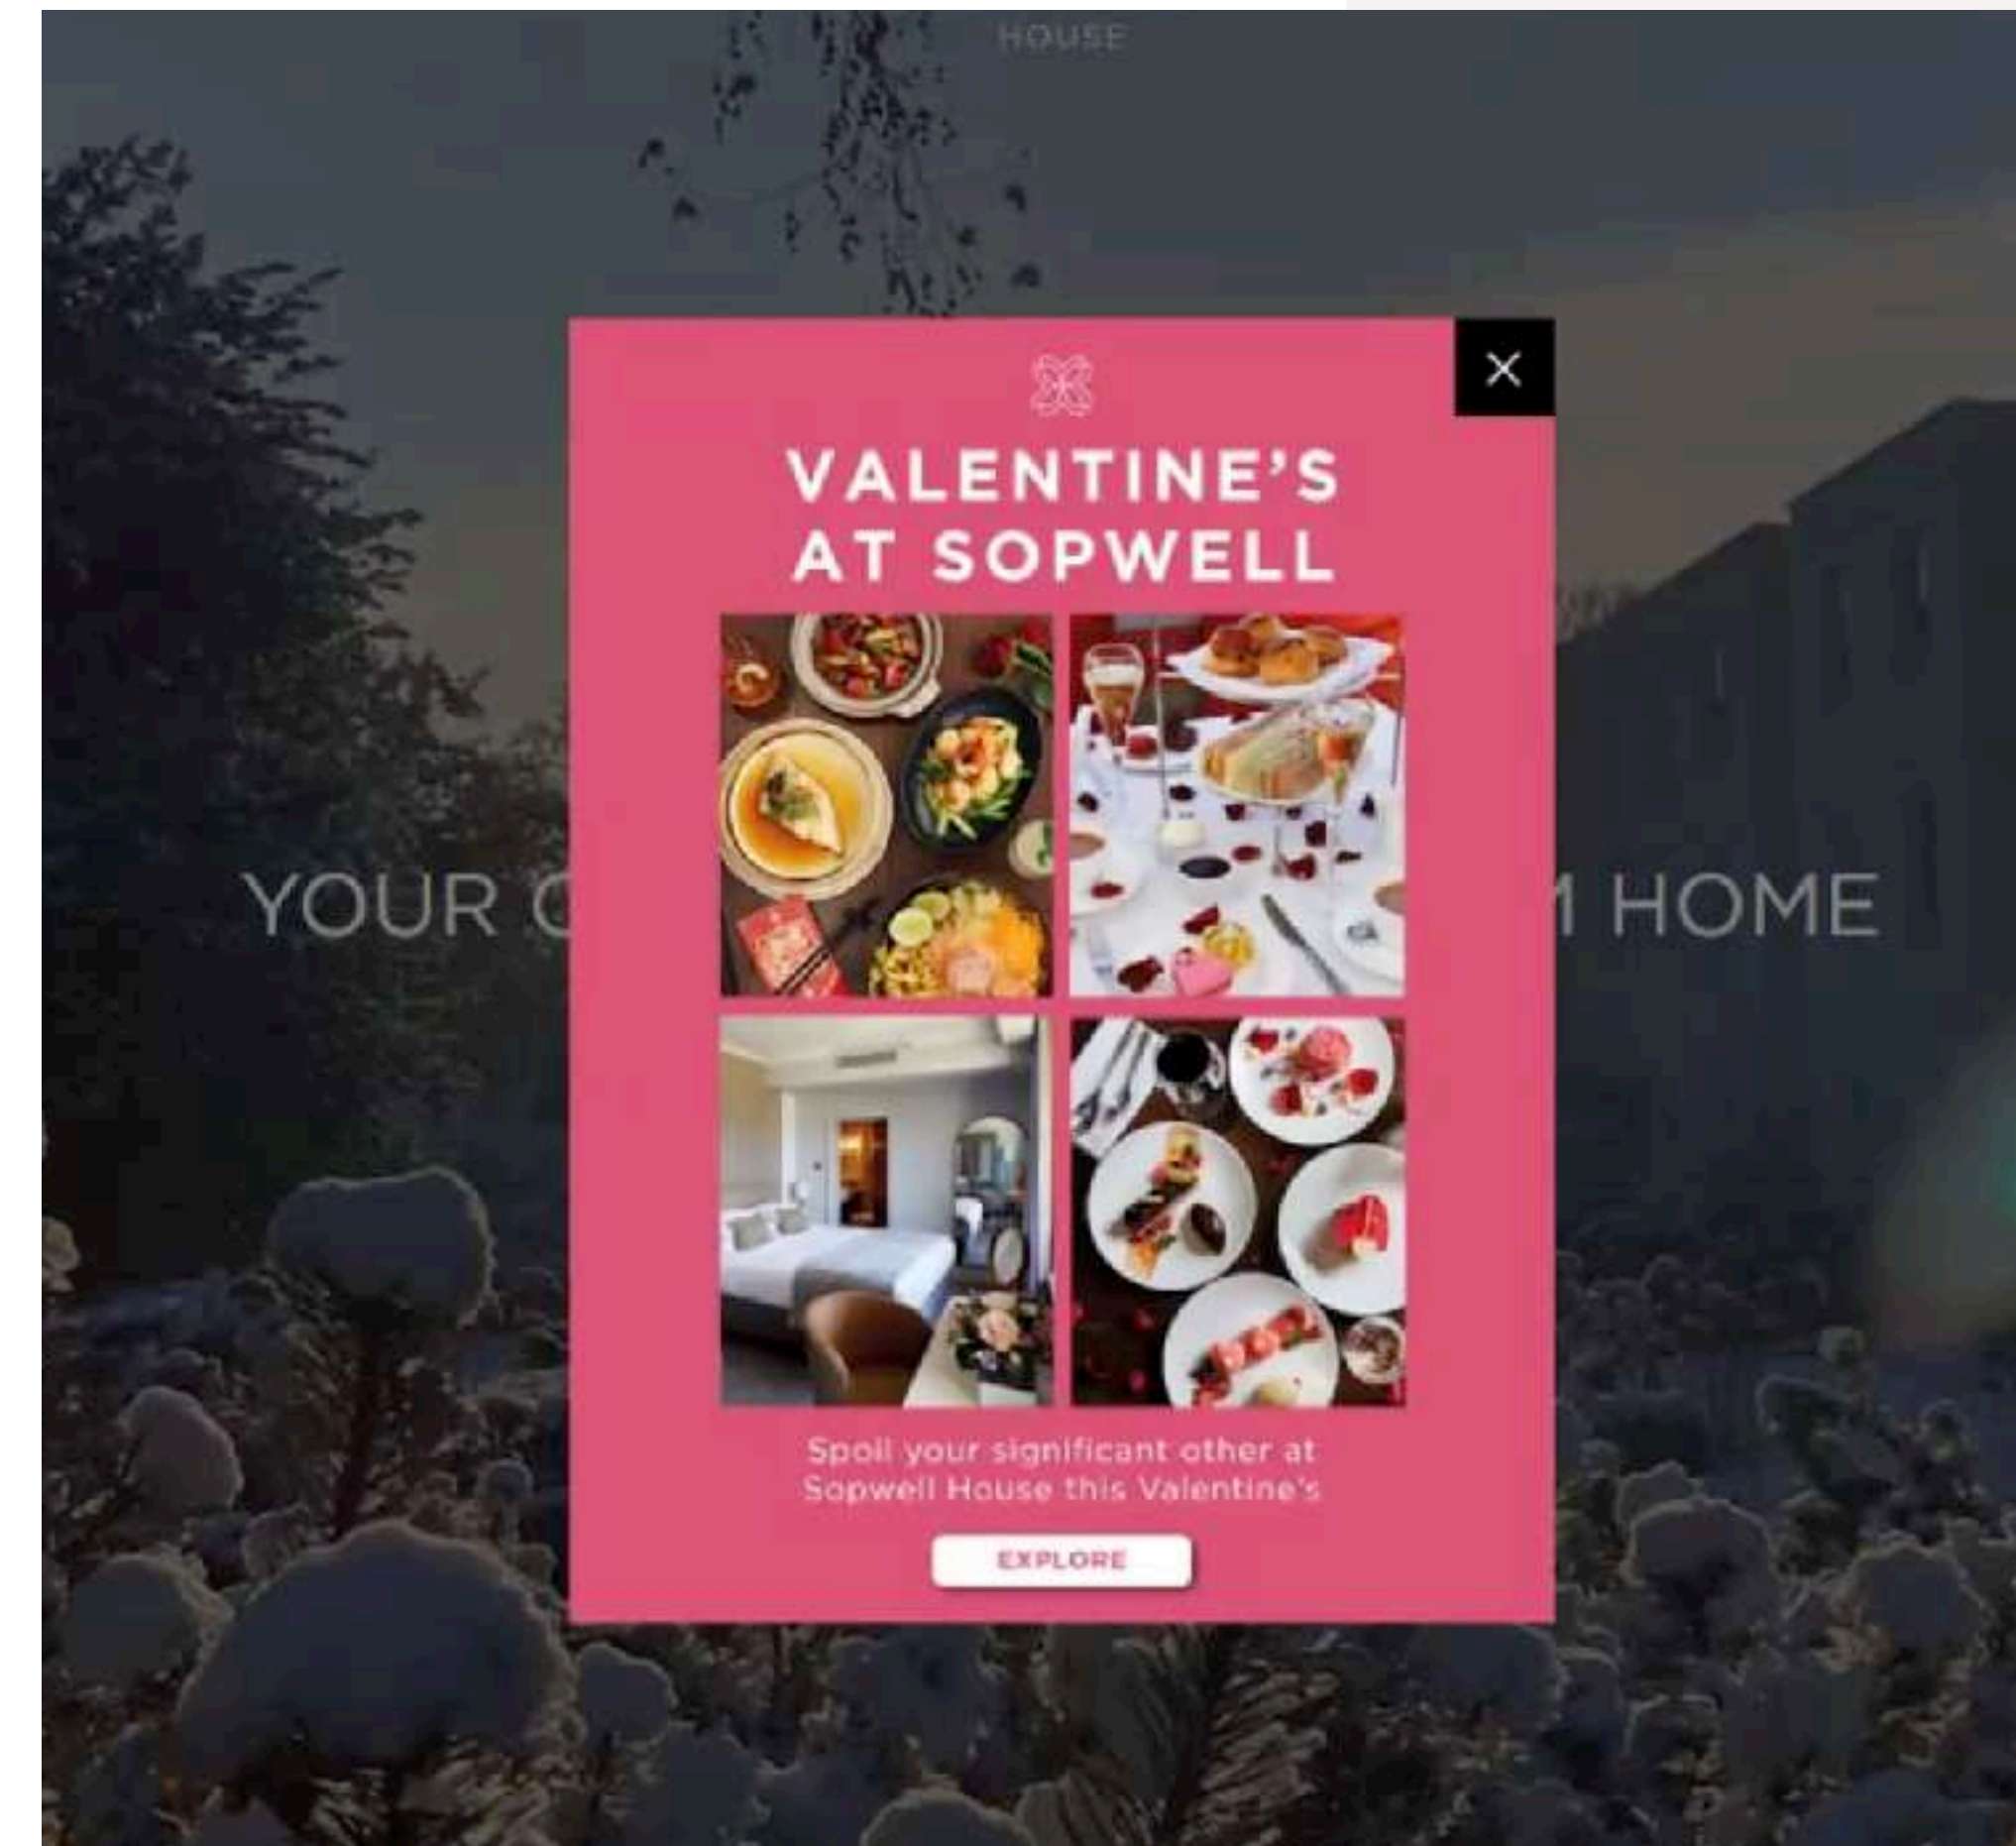 HOUSE
VALENTINE'S
AT SOPWELL
YOUR
HOME
Spoil your significant other at
Sopwell House this Valentine's
EXPLORE